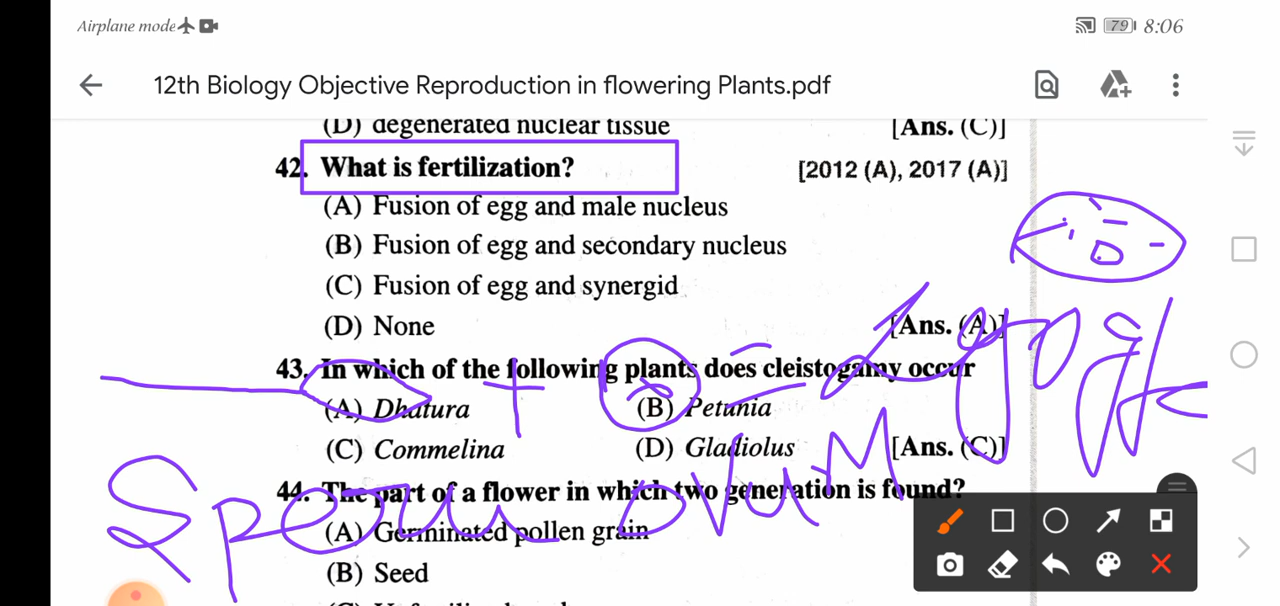 Airplane mode 79 8:06
12th Biology Objective Reproduction in flowering Plants.pdf
(D) degenerated nuclear tissue [Ans. (C)]
42. What is fertilization? [2012 (A), 2017 (A)]
(A) Fusion of egg and male nucleus
(B) Fusion of egg and secondary nucleus
(C) Fusion of egg and synergid
(D) None [Ans. (A)]
43. In which of the following plants does cleistogamy occur
(A) Dhatura (B) Petunia
(C) Commelina (D) Gladiolus [Ans. (C)]
+ =
44. The part of a flower in which two generation is found?
ovum
(A) Germinated pollen grain
(B) Seed